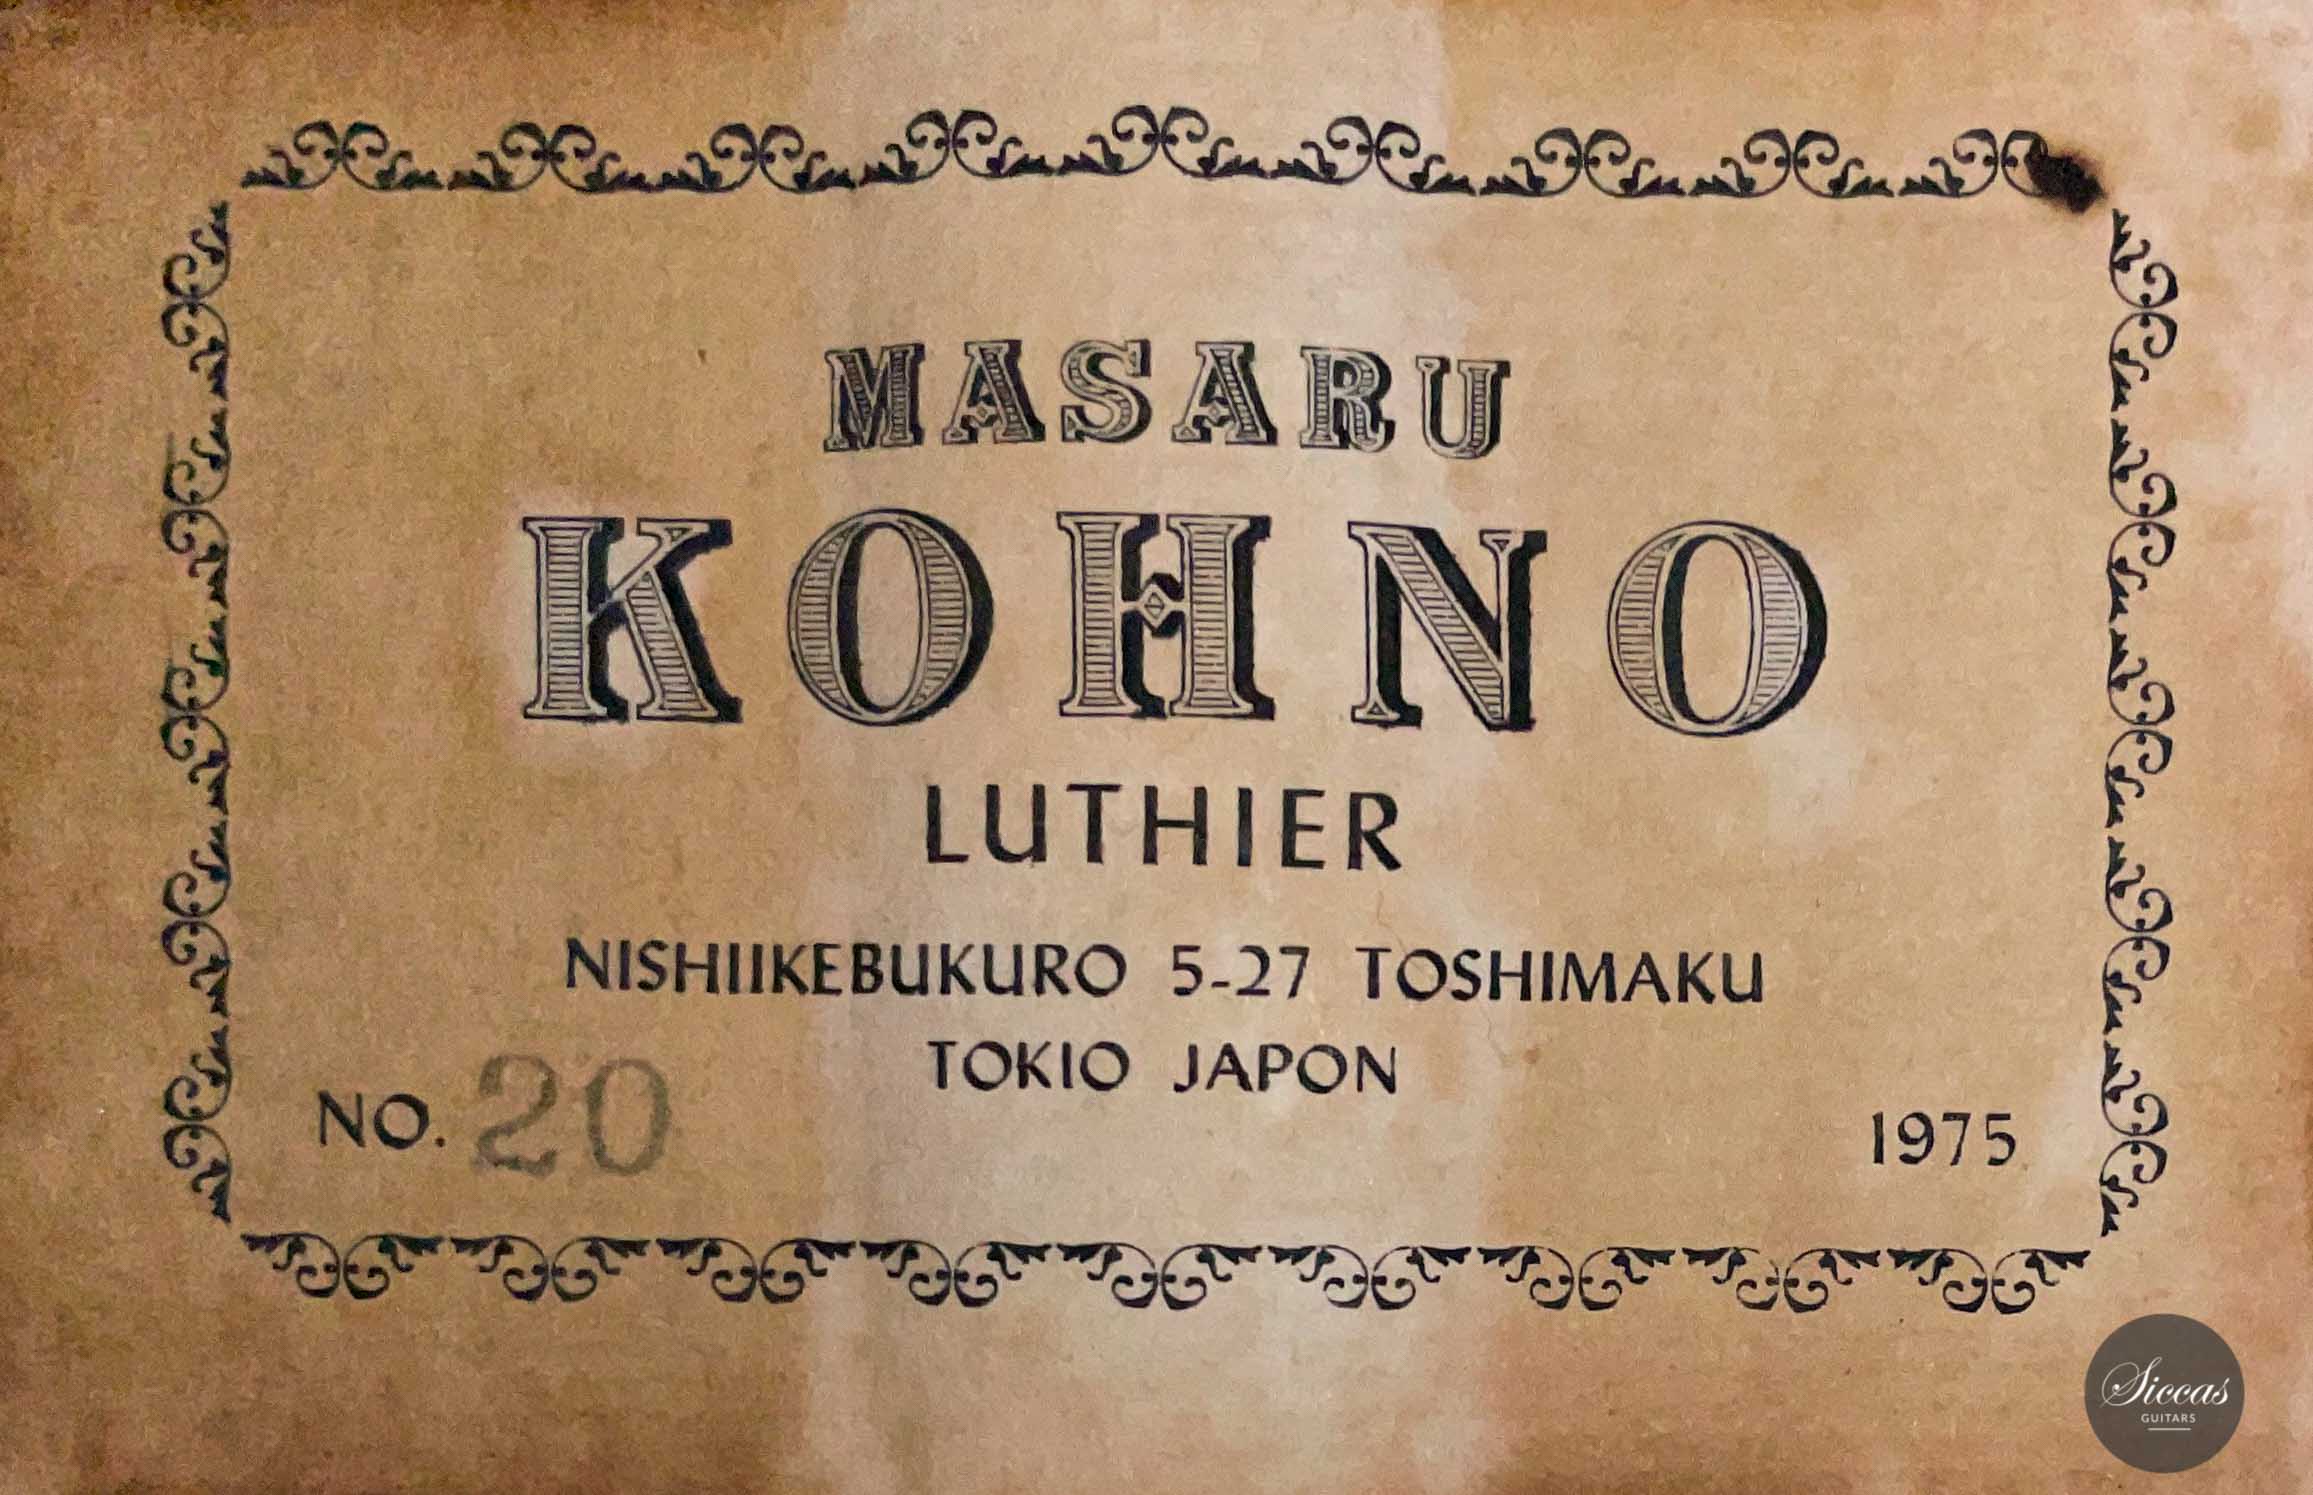 MASARU
KOHNO
LUTHIER
NISHIIKEBUKURO 5-27 TOSHIMAKU
TOKIO JAPON
NO. 20
1975
Siccas
GUITARS